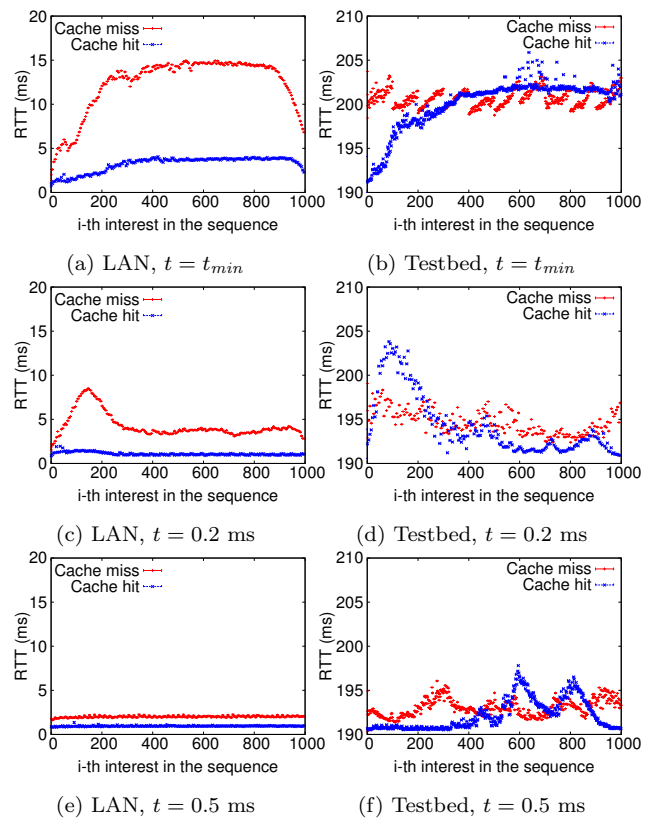 20
15
10
5
0
RTT (ms)
Cache miss
Cache hit
0 200 400 600 800 1000
i-th interest in the sequence
(a) LAN, t = t_min
210
205
200
195
190
RTT (ms)
Cache miss
Cache hit
0 200 400 600 800 1000
i-th interest in the sequence
(b) Testbed, t = t_min
20
15
10
5
0
RTT (ms)
Cache miss
Cache hit
0 200 400 600 800 1000
i-th interest in the sequence
(c) LAN, t = 0.2 ms
210
205
200
195
190
RTT (ms)
Cache miss
Cache hit
0 200 400 600 800 1000
i-th interest in the sequence
(d) Testbed, t = 0.2 ms
20
15
10
5
0
RTT (ms)
Cache miss
Cache hit
0 200 400 600 800 1000
i-th interest in the sequence
(e) LAN, t = 0.5 ms
210
205
200
195
190
RTT (ms)
Cache miss
Cache hit
0 200 400 600 800 1000
i-th interest in the sequence
(f) Testbed, t = 0.5 ms